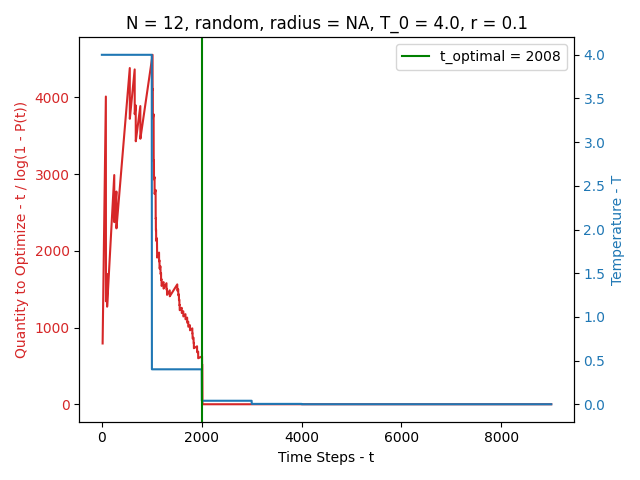 N = 12, random, radius = NA, T_0 = 4.0, r = 0.1
t_optimal = 2008
Quantity to Optimize - t / log(1 - P(t))
4000
3000
2000
1000
0
4.0
3.5
3.0
2.5
2.0
1.5
1.0
0.5
0.0
Temperature - T
0 2000 4000 6000 8000
Time Steps - t